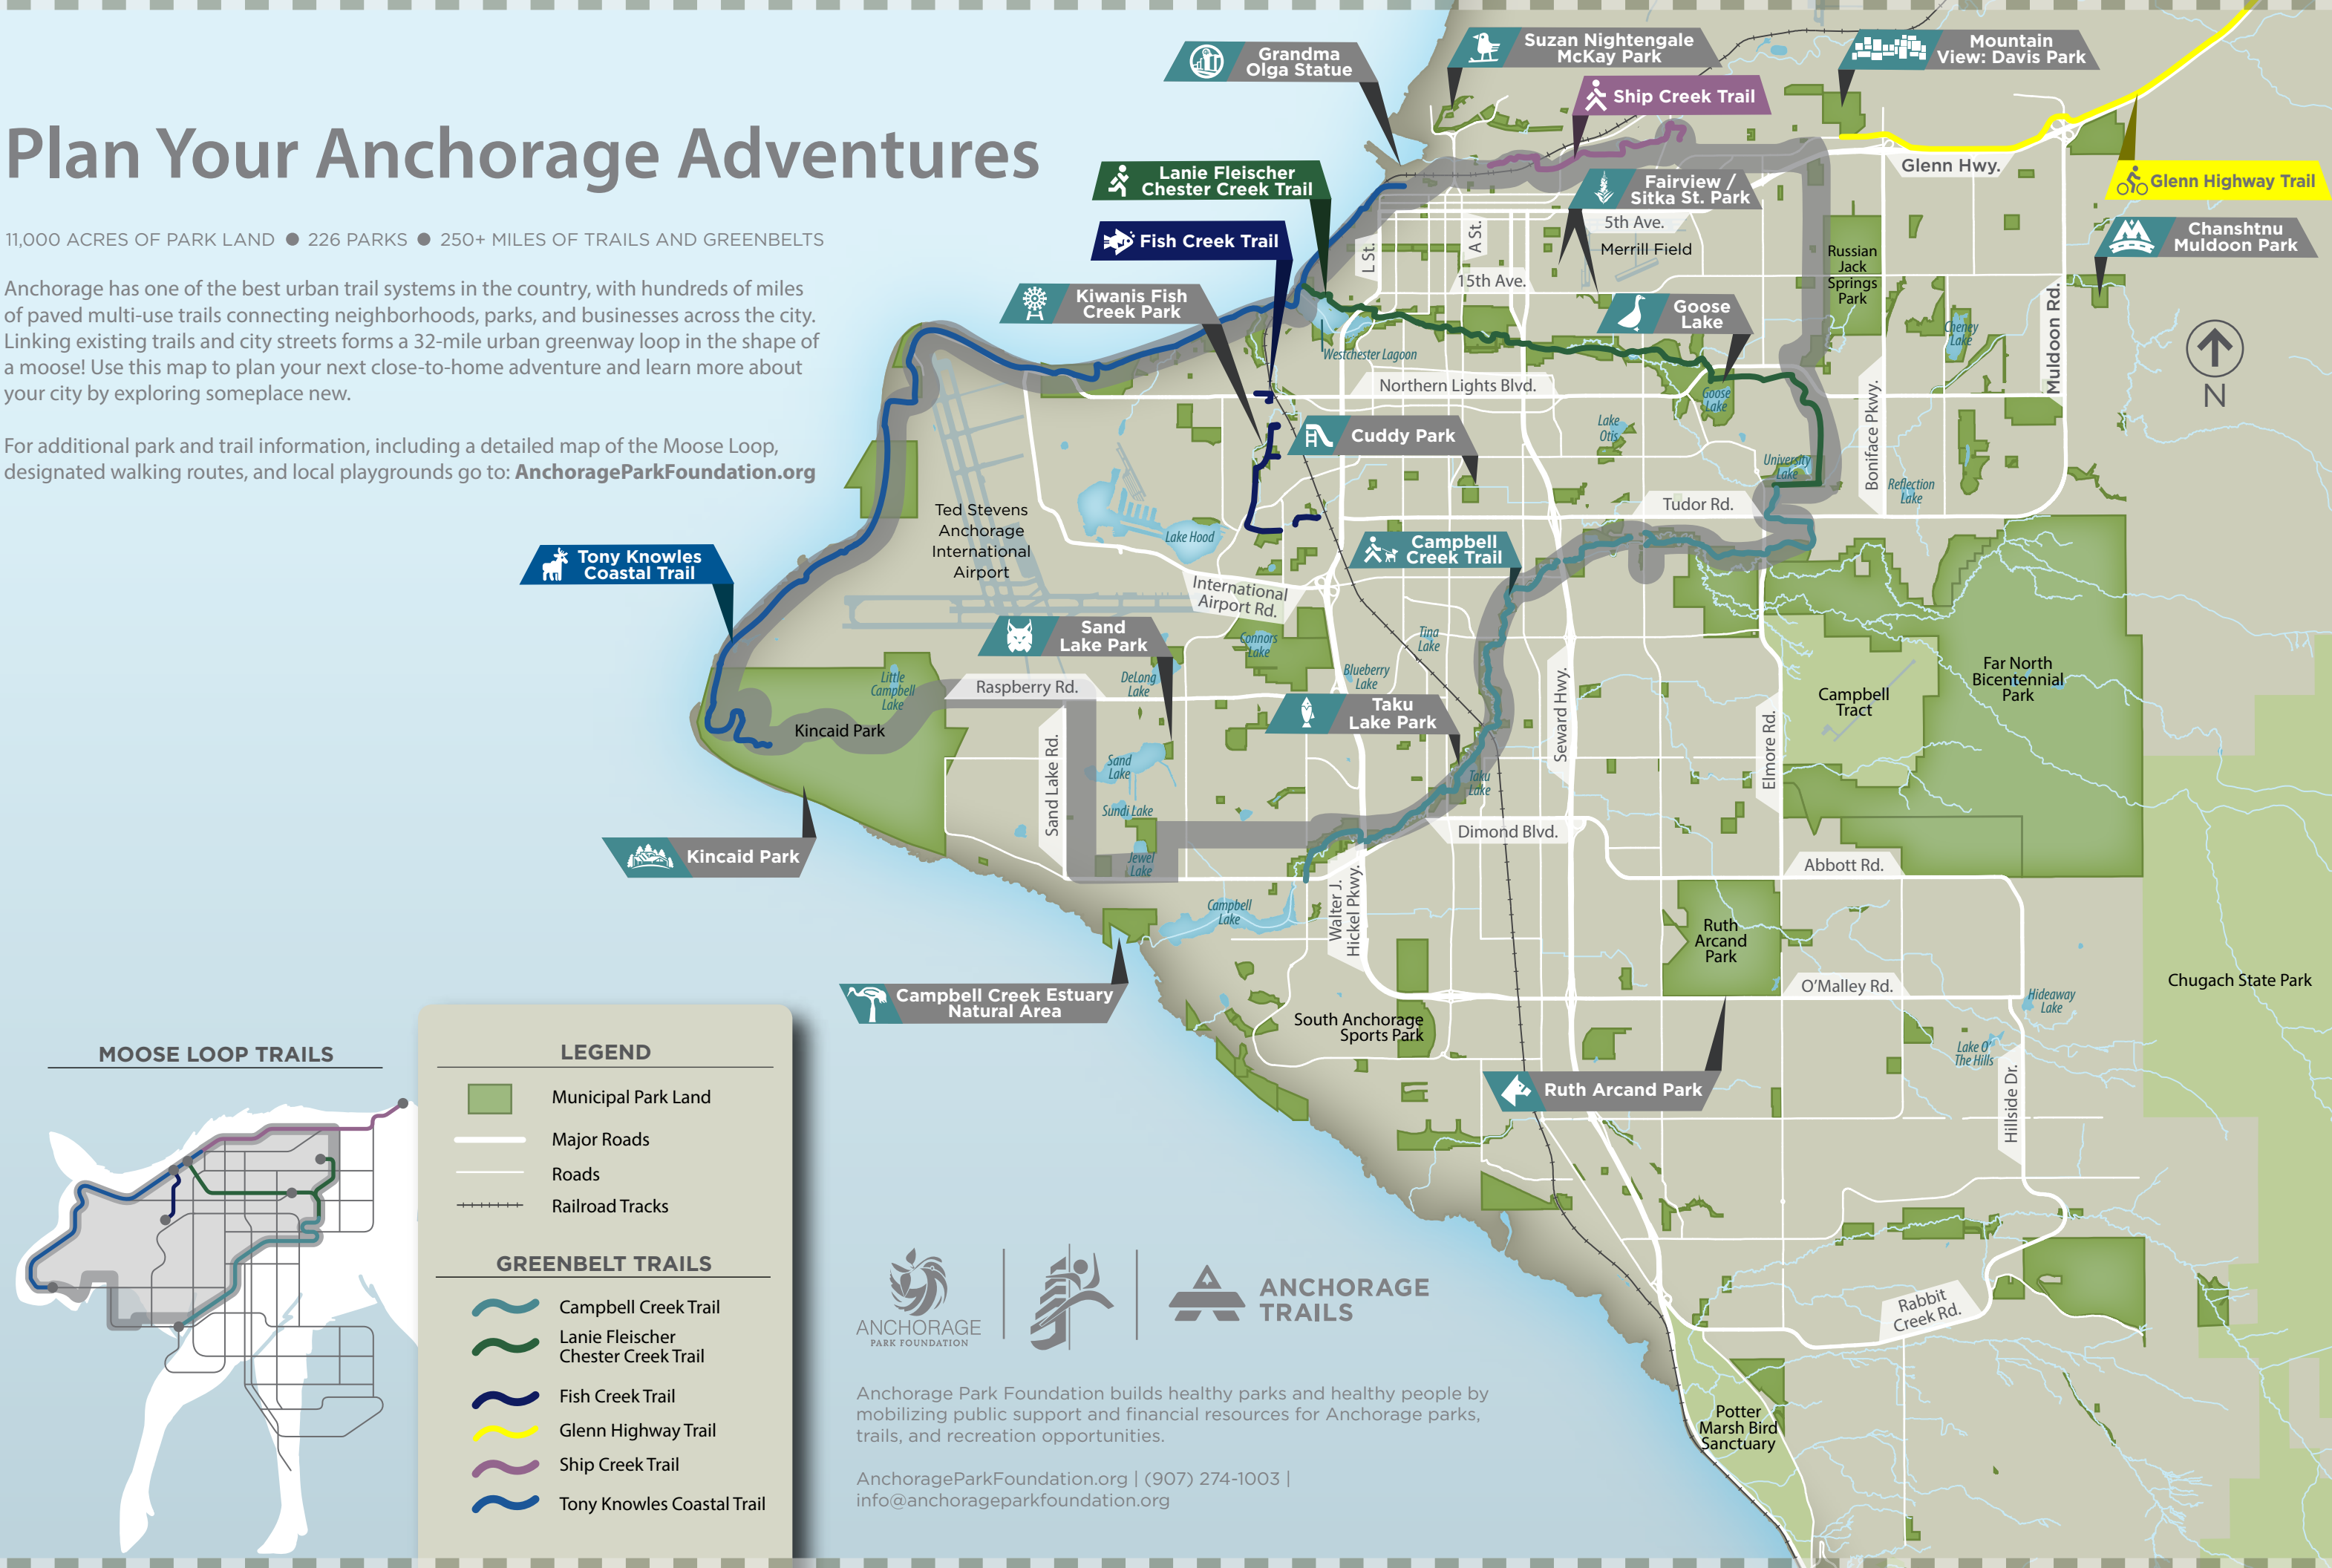 Plan Your Anchorage Adventures
11,000 ACRES OF PARK LAND ● 226 PARKS ● 250+ MILES OF TRAILS AND GREENBELTS
Anchorage has one of the best urban trail systems in the country, with hundreds of miles
of paved multi-use trails connecting neighborhoods, parks, and businesses across the city.
Linking existing trails and city streets forms a 32-mile urban greenway loop in the shape of
a moose! Use this map to plan your next close-to-home adventure and learn more about
your city by exploring someplace new.
For additional park and trail information, including a detailed map of the Moose Loop,
designated walking routes, and local playgrounds go to: AnchorageParkFoundation.org
Grandma
Olga Statue
Suzan Nightengale
McKay Park
Mountain
View: Davis Park
Ship Creek Trail
Lanie Fleischer
Chester Creek Trail
Fairview /
Sitka St. Park
Glenn Hwy.
Glenn Highway Trail
Fish Creek Trail
5th Ave.
Merrill Field
L St.
A St.
15th Ave.
Russian
Jack
Springs
Park
Chanshtnu
Muldoon Park
Kiwanis Fish
Creek Park
Goose
Lake
Muldoon Rd.
Cheney
Lake
Westchester Lagoon
Northern Lights Blvd.
Goose
Lake
Boniface Pkwy.
N
Cuddy Park
Lake
Otis
University
Lake
Reflection
Lake
Tudor Rd.
Ted Stevens
Anchorage
International
Airport
Lake Hood
Campbell
Creek Trail
Tony Knowles
Coastal Trail
International
Airport Rd.
Sand
Lake Park
Connors
Lake
Tina
Lake
Blueberry
Lake
DeLong
Lake
Little
Campbell
Lake
Raspberry Rd.
Kincaid Park
Taku
Lake Park
Seward Hwy.
Elmore Rd.
Campbell
Tract
Far North
Bicentennial
Park
Sand Lake Rd.
Sand
Lake
Taku
Lake
Sundi Lake
Dimond Blvd.
Kincaid Park
Jewel
Lake
Abbott Rd.
Campbell
Lake
Walter J.
Hickel Pkwy.
Ruth
Arcand
Park
Chugach State Park
O'Malley Rd.
Hideaway
Lake
Campbell Creek Estuary
Natural Area
South Anchorage
Sports Park
Lake O'
The Hills
Ruth Arcand Park
Hillside Dr.
Rabbit
Creek Rd.
Potter
Marsh Bird
Sanctuary
MOOSE LOOP TRAILS
LEGEND
Municipal Park Land
Major Roads
Roads
Railroad Tracks
GREENBELT TRAILS
Campbell Creek Trail
Lanie Fleischer
Chester Creek Trail
Fish Creek Trail
Glenn Highway Trail
Ship Creek Trail
Tony Knowles Coastal Trail
ANCHORAGE
PARK FOUNDATION
ANCHORAGE
TRAILS
Anchorage Park Foundation builds healthy parks and healthy people by
mobilizing public support and financial resources for Anchorage parks,
trails, and recreation opportunities.
AnchorageParkFoundation.org | (907) 274-1003 |
info@anchorageparkfoundation.org